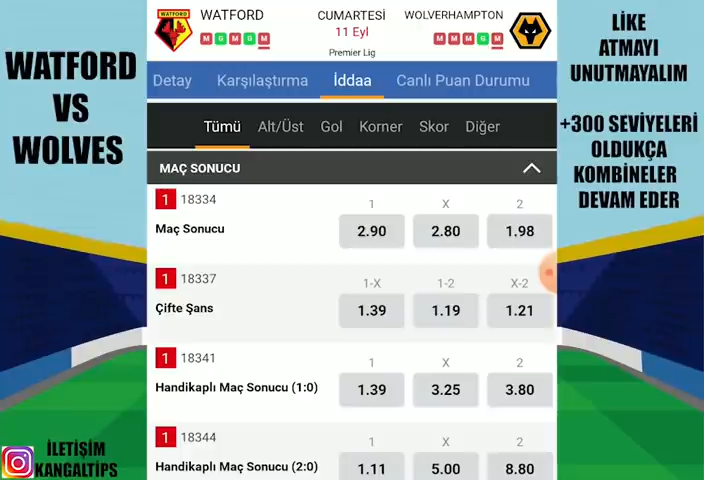 WATFORD
VS
WOLVES
WATFORD
WATFORD
M G M G M
CUMARTESİ
11 Eyl
Premier Lig
WOLVERHAMPTON
M M M G M
Detay Karşılaştırma İddaa Canlı Puan Durumu
Tümü Alt/Üst Gol Korner Skor Diğer
MAÇ SONUCU
1 18334 1 X 2
Maç Sonucu 2.90 2.80 1.98
1 18337 1-X 1-2 X-2
Çifte Şans 1.39 1.19 1.21
1 18341 1 X 2
Handikaplı Maç Sonucu (1:0) 1.39 3.25 3.80
1 18344 1 X 2
Handikaplı Maç Sonucu (2:0) 1.11 5.00 8.80
LİKE
ATMAYI
UNUTMAYALIM
+300 SEVİYELERİ
OLDUKÇA
KOMBİNELER
DEVAM EDER
İLETİŞİM
KANGALTİPS